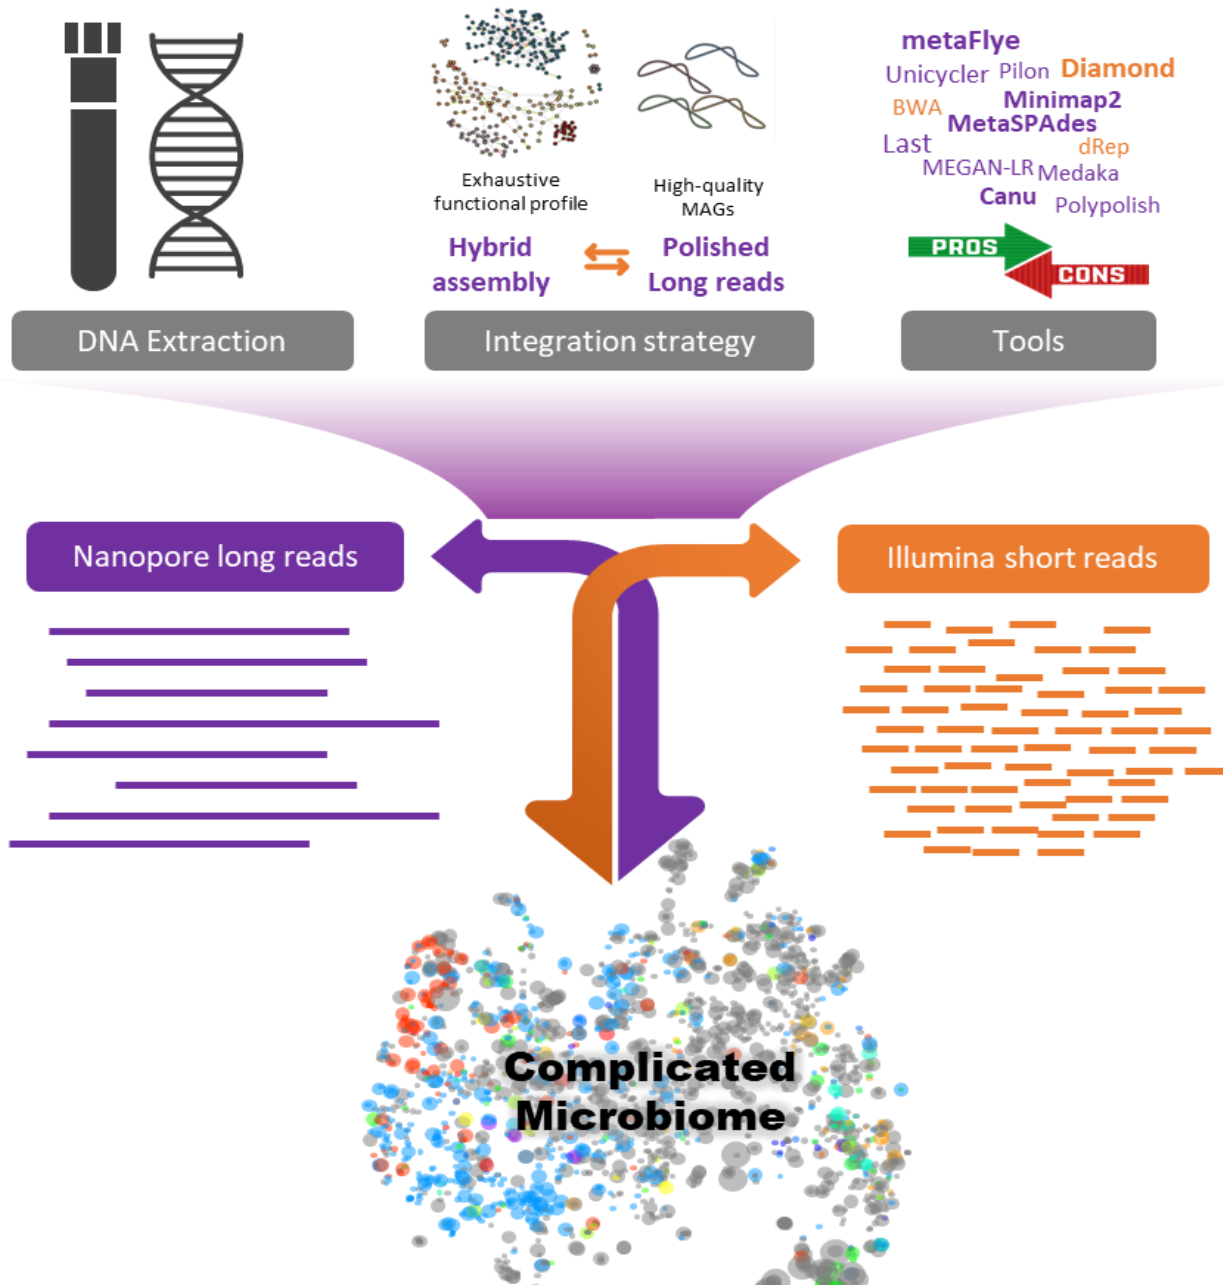 metaFlye
Unicycler Pilon Diamond
BWA Minimap2
MetaSPAdes
Last dRep
MEGAN-LR Medaka
Canu Polypolish
Exhaustive
functional profile
High-quality
MAGs
Hybrid
assembly
Polished
Long reads
PROS
CONS
DNA Extraction
Integration strategy
Tools
Nanopore long reads
Illumina short reads
Complicated
Microbiome